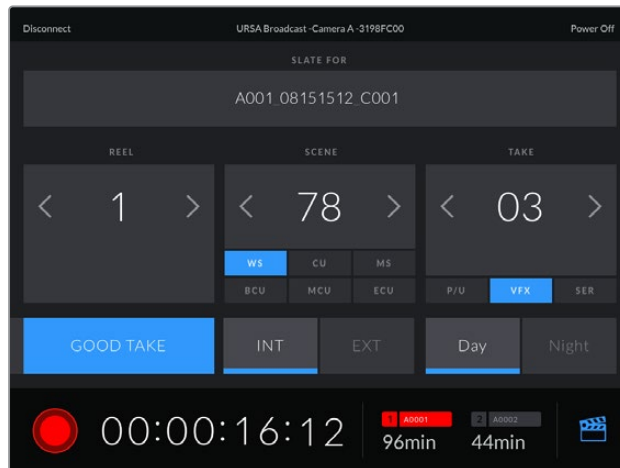 Disconnect URSA Broadcast -Camera A -3198FC00 Power Off
SLATE FOR
A001_08151512_C001
REEL SCENE TAKE
1 78 03
WS CU MS
BCU MCU ECU P/U VFX SER
GOOD TAKE INT EXT Day Night
1 A0001 2 A0002
00:00:16:12 96min 44min